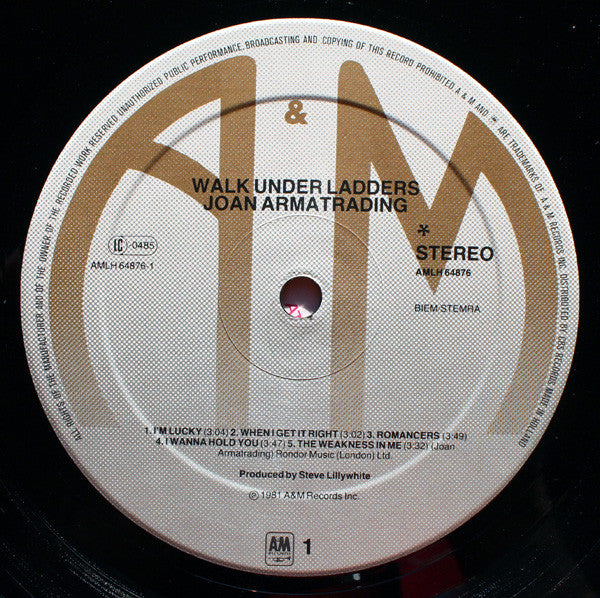 ALL RIGHTS OF THE MANUFACTURER AND OF THE OWNER OF THE RECORDED WORK RESERVED UNAUTHORIZED PUBLIC PERFORMANCE, BROADCASTING AND COPYING OF THIS RECORD PROHIBITED A & M AND * ARE TRADEMARKS OF A & M RECORDS INC. DISTRIBUTED BY CBS RECORDS. MADE IN HOLLAND
A & M
WALK UNDER LADDERS
JOAN ARMATRADING
LC-0485
AMLH 64876-1
*
STEREO
AMLH 64876
BIEM-STEMRA
1. I'M LUCKY (3:04) 2. WHEN I GET IT RIGHT (3:02) 3. ROMANCERS (3:49)
4. I WANNA HOLD YOU (3:47) 5. THE WEAKNESS IN ME (3:32) (Joan
Armatrading) Rondor Music (London) Ltd.
Produced by Steve Lillywhite
℗ 1981 A&M Records Inc.
A&M
RECORDS
1